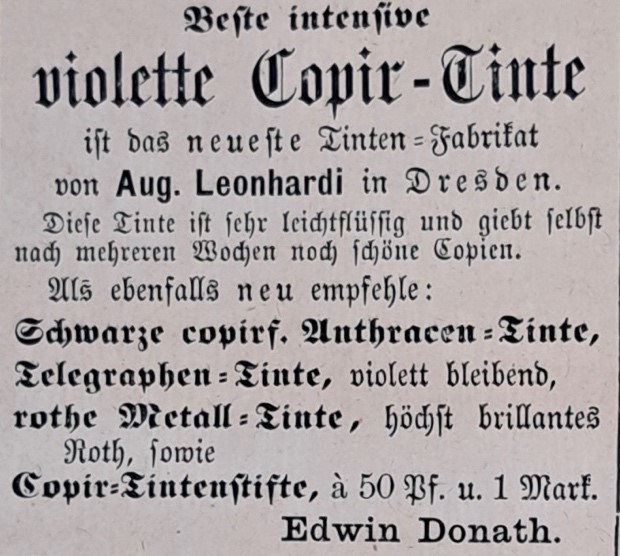 Beſte intenſive
violette Copir-Tinte
iſt das neueſte Tinten-Fabrikat
von Aug. Leonhardi in Dresden.
Dieſe Tinte iſt ſehr leichtflüſſig und giebt ſelbſt
nach mehreren Wochen noch ſchöne Copien.
Als ebenfalls neu empfehle:
Schwarze copirf. Anthracen-Tinte,
Telegraphen-Tinte, violett bleibend,
rothe Metall-Tinte, höchſt brillantes
Roth, ſowie
Copir-Tintenſtifte, à 50 Pf. u. 1 Mark.
Edwin Donath.